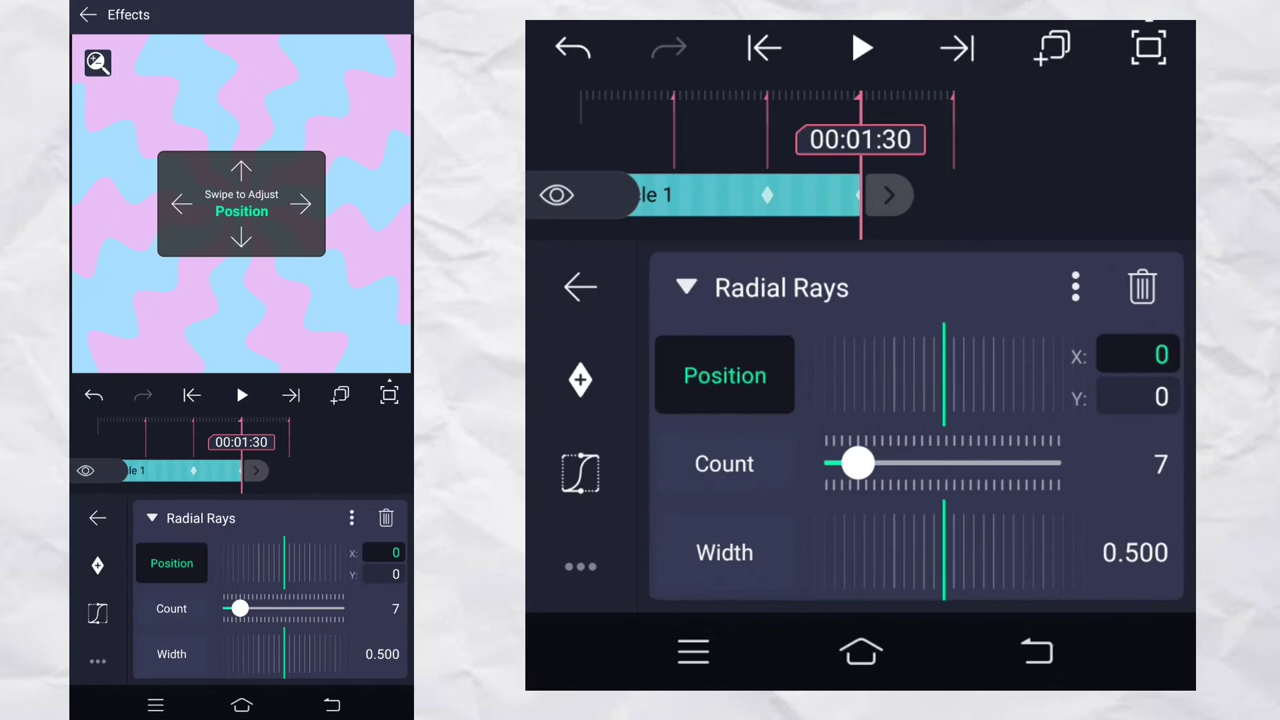 Effects
Swipe to Adjust
Position
00:01:30
le 1
Radial Rays
Position
X: 0
Y: 0
Count 7
Width 0.500
00:01:30
le 1
Radial Rays
Position
X: 0
Y: 0
Count 7
Width 0.500